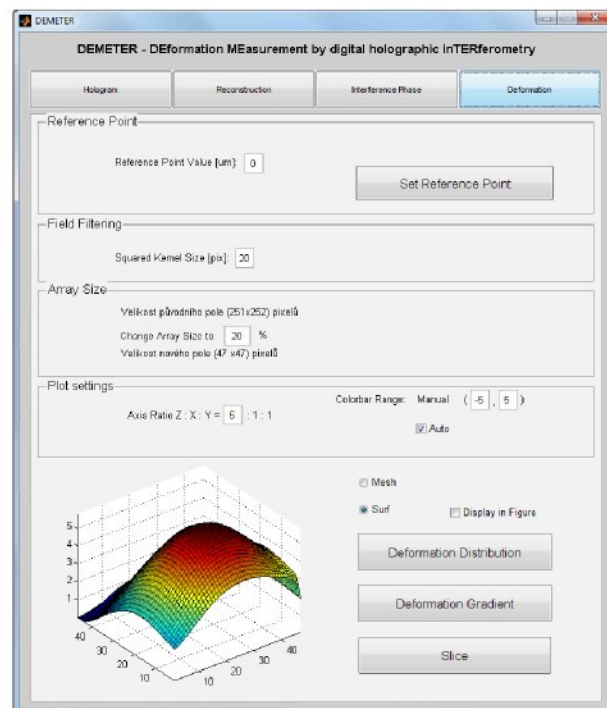 DEMETER
DEMETER - DEformation MEasurement by digital holographic inTERferometry
Hologram
Reconstruction
Interference Phase
Deformation
Reference Point
Reference Point Value [um]: 0
Set Reference Point
Field Filtering
Squared Kernel Size [pix]: 20
Array Size
Velikost původního pole (251x252) pixelů
Change Array Size to 20 %
Velikost nového pole (47 x47) pixelů
Plot settings
Colorbar Range: Manual ( -5 , 5 )
Axis Ratio Z : X : Y = 6 : 1 : 1
Auto
Mesh
Surf
Display in Figure
Deformation Distribution
Deformation Gradient
Slice
5
4
3
2
1
40
30
20
10
10
20
30
40